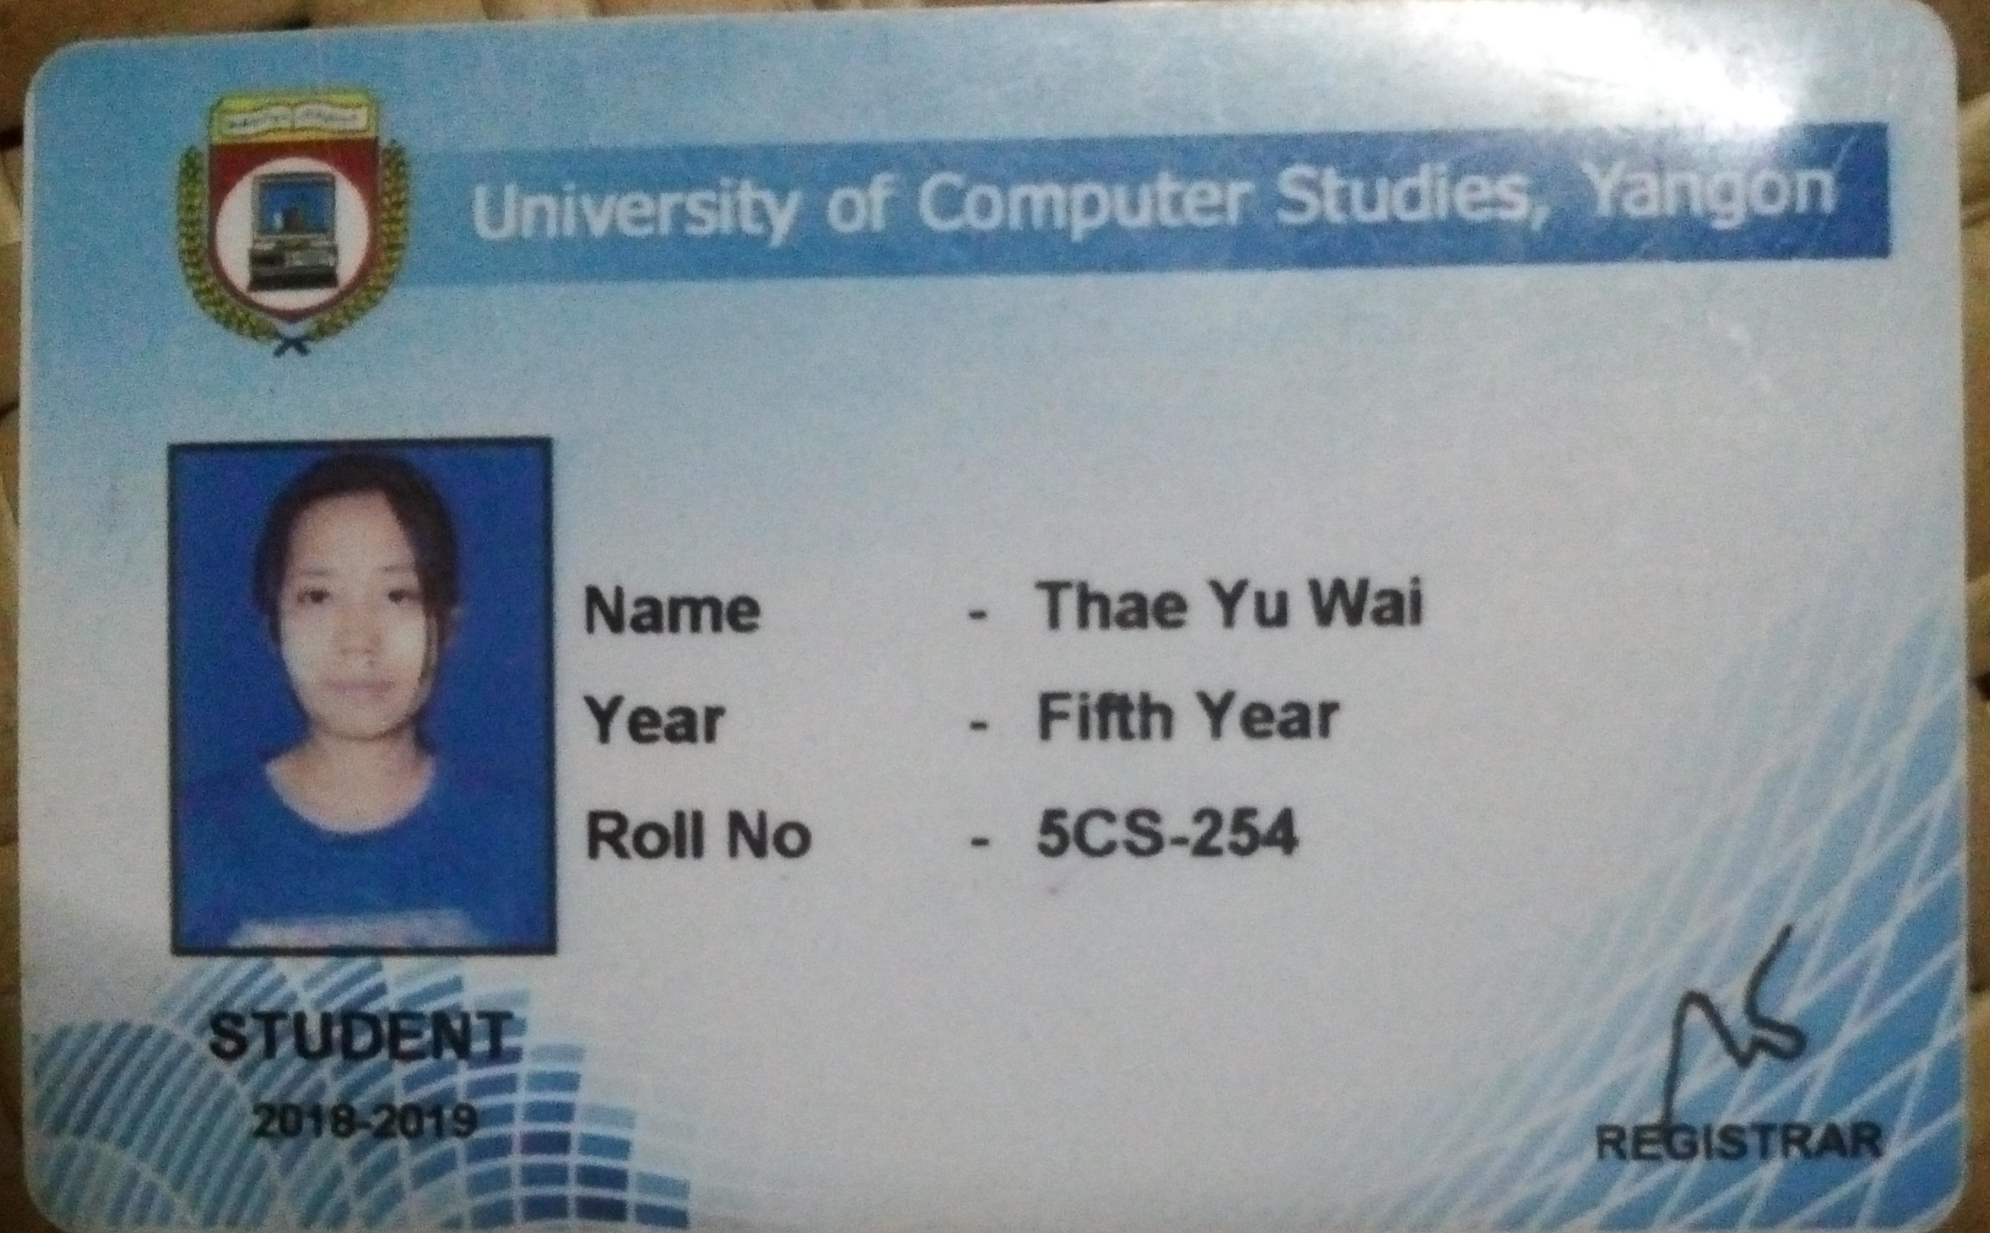 University of Computer Studies, Yangon
Name - Thae Yu Wai
Year - Fifth Year
Roll No - 5CS-254
STUDENT
2018-2019
REGISTRAR